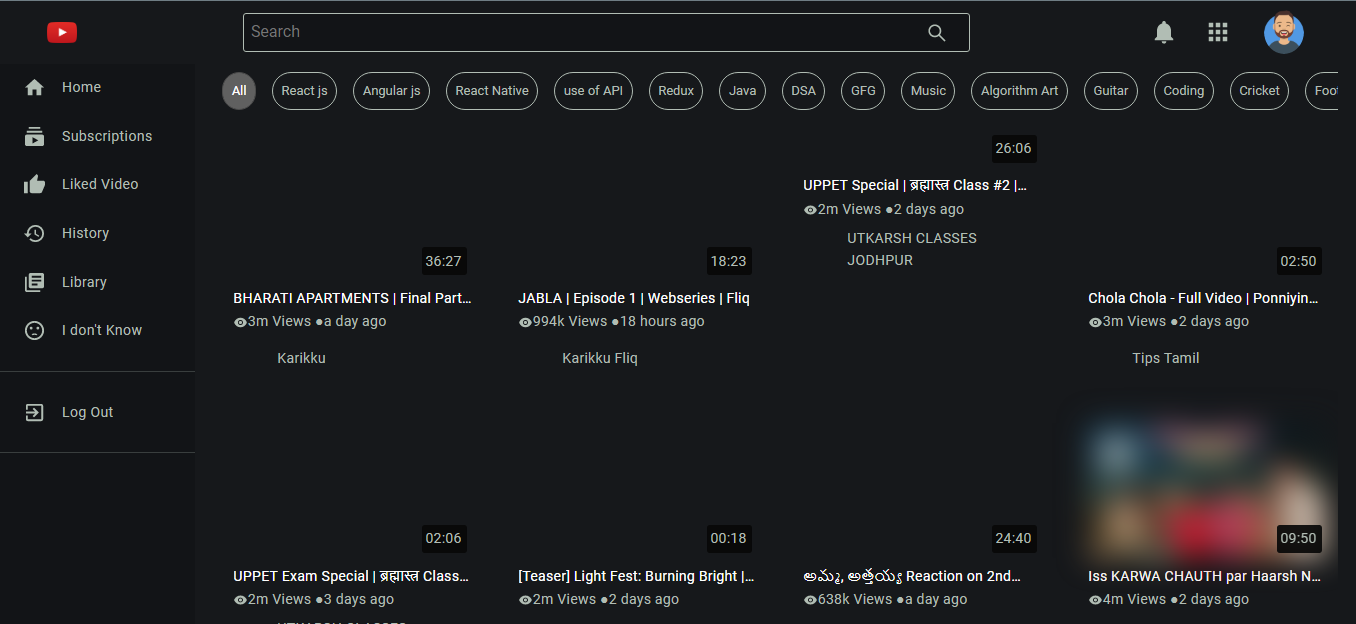 Search
Home
Subscriptions
Liked Video
History
Library
I don't Know
Log Out
All
React js
Angular js
React Native
use of API
Redux
Java
DSA
GFG
Music
Algorithm Art
Guitar
Coding
Cricket
Foot
36:27
BHARATI APARTMENTS | Final Part...
3m Views ●a day ago
Karikku
18:23
JABLA | Episode 1 | Webseries | Fliq
994k Views ●18 hours ago
Karikku Fliq
26:06
UPPET Special | ब्रह्मास्त्र Class #2 |...
2m Views ●2 days ago
UTKARSH CLASSES
JODHPUR
02:50
Chola Chola - Full Video | Ponniyin...
3m Views ●2 days ago
Tips Tamil
02:06
UPPET Exam Special | ब्रह्मास्त्र Class...
2m Views ●3 days ago
UTKARSH CLASSES
00:18
[Teaser] Light Fest: Burning Bright |...
2m Views ●2 days ago
24:40
అమ్మ, అత్తయ్య Reaction on 2nd...
638k Views ●a day ago
09:50
Iss KARWA CHAUTH par Haarsh N...
4m Views ●2 days ago